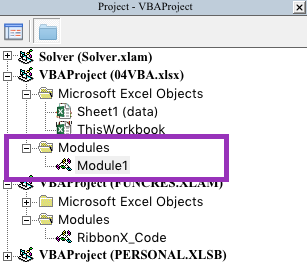 Project - VBAProject
Solver (Solver.xlam)
VBAProject (04VBA.xlsx)
Microsoft Excel Objects
Sheet1 (data)
ThisWorkbook
Modules
Module1
VBAProject (FUNCRES.XLAM)
Microsoft Excel Objects
Modules
RibbonX_Code
VBAProject (PERSONAL.XLSB)